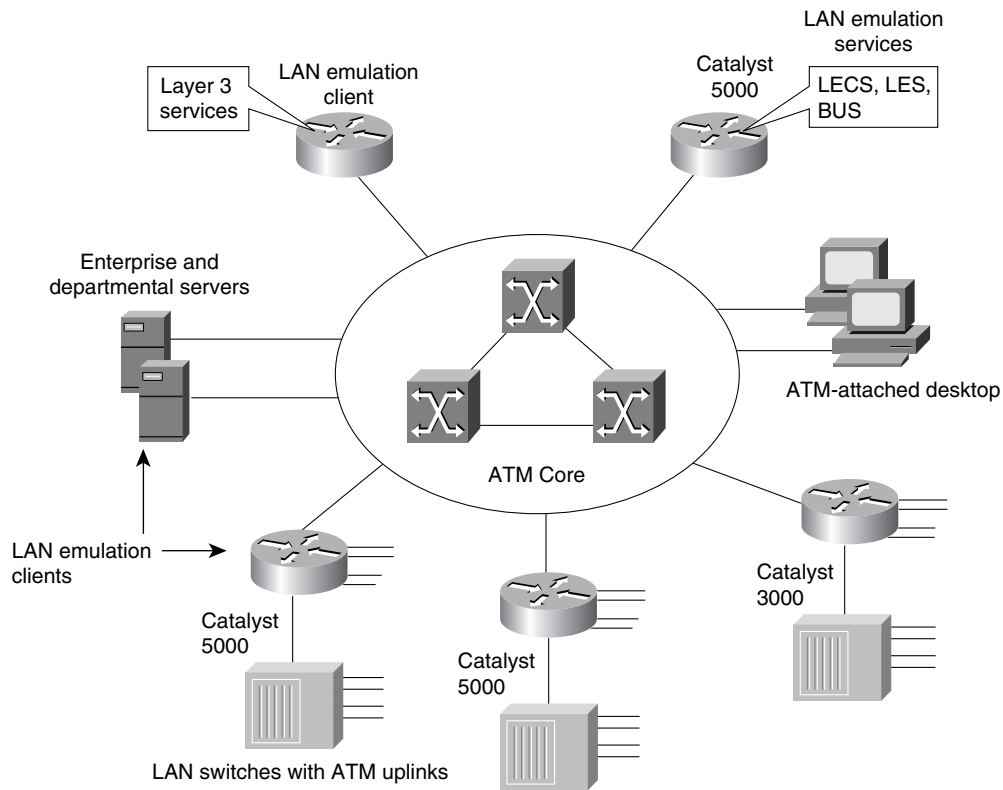 LAN emulation
services
LAN emulation
client
Catalyst
5000
Layer 3
services
LECS, LES,
BUS
Enterprise and
departmental servers
ATM-attached desktop
ATM Core
LAN emulation
clients
Catalyst
5000
Catalyst
5000
Catalyst
3000
LAN switches with ATM uplinks